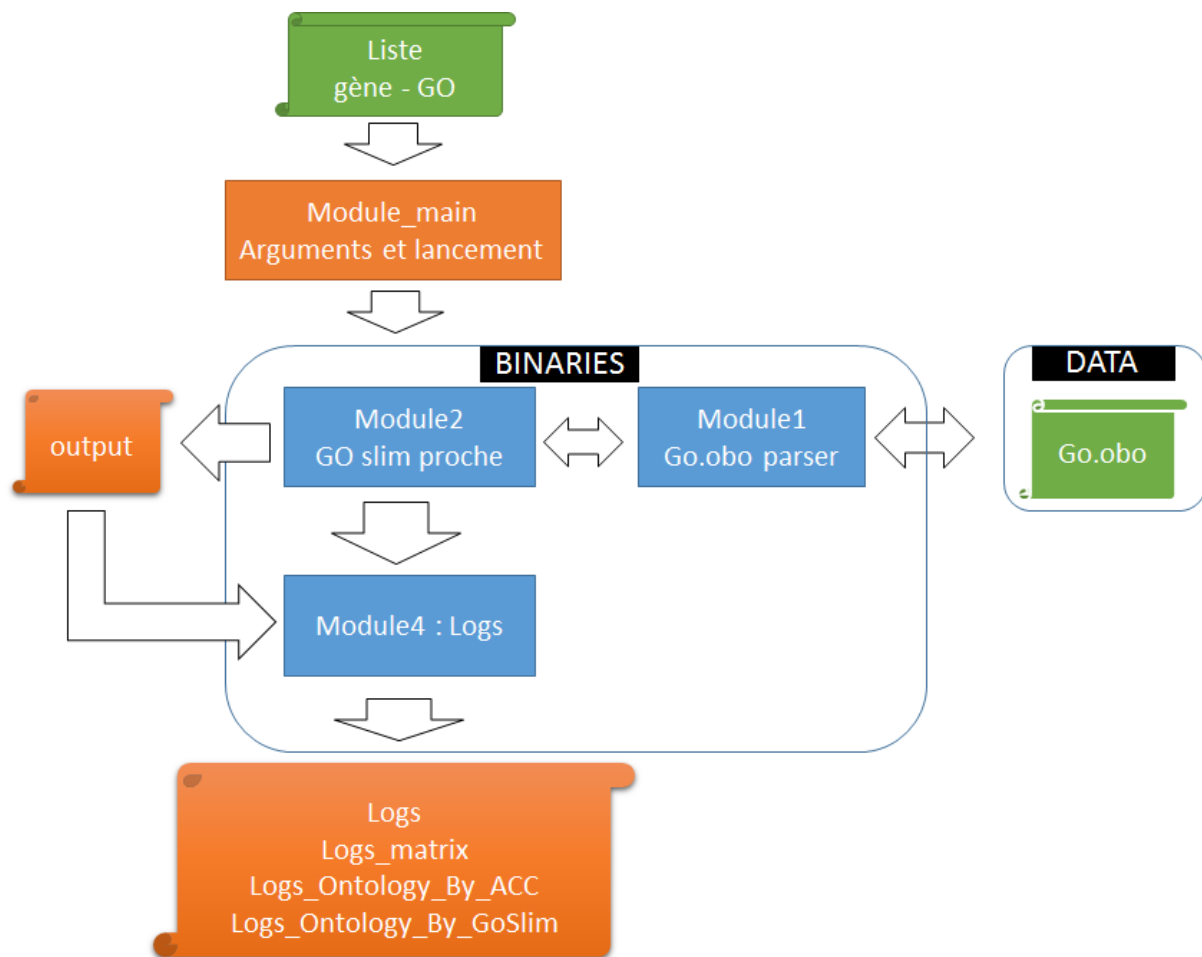 Liste
gène - GO
Module_main
Arguments et lancement
BINARIES
DATA
output
Module2
GO slim proche
Module1
Go.obo parser
Go.obo
Module4 : Logs
Logs
Logs_matrix
Logs_Ontology_By_ACC
Logs_Ontology_By_GoSlim